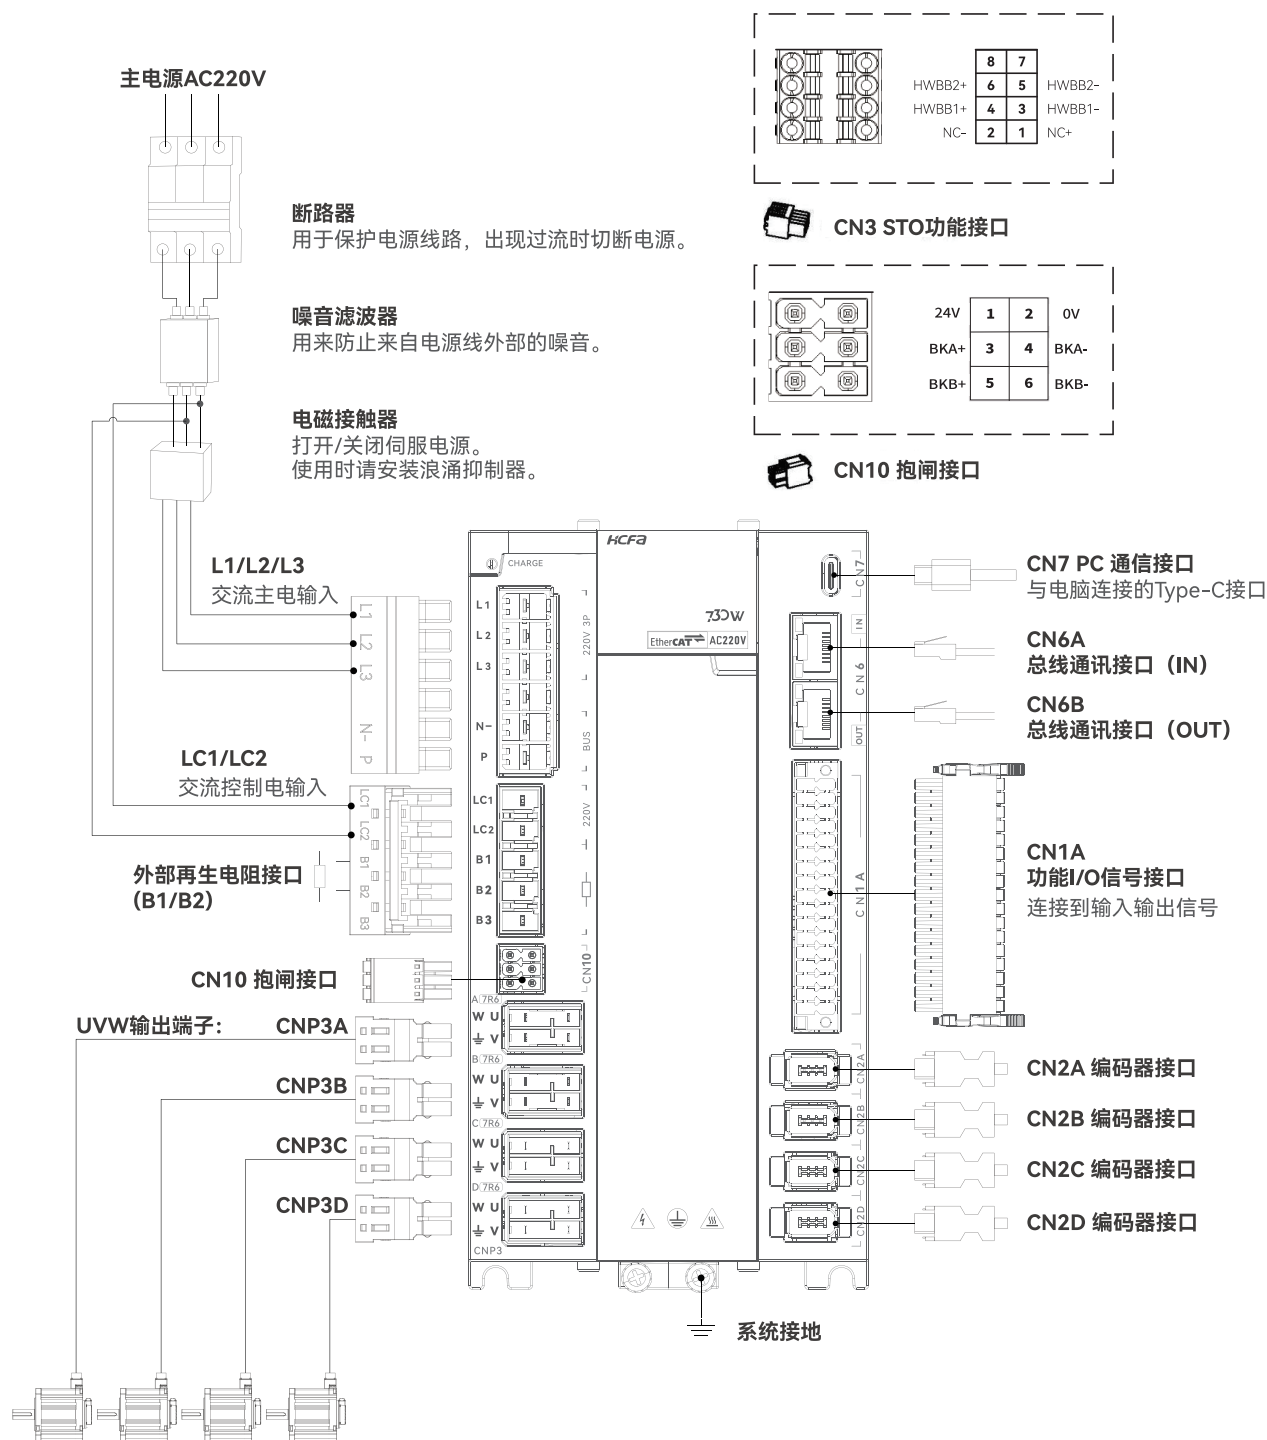 主电源AC220V
断路器
用于保护电源线路，出现过流时切断电源。
噪音滤波器
用来防止来自电源线外部的噪音。
电磁接触器
打开/关闭伺服电源。
使用时请安装浪涌抑制器。
8 7
HWBB2+ 6 5 HWBB2-
HWBB1+ 4 3 HWBB1-
NC- 2 1 NC+
CN3 STO功能接口
24V 1 2 0V
BKA+ 3 4 BKA-
BKB+ 5 6 BKB-
CN10 抱闸接口
L1/L2/L3
交流主电输入
L1
L2
L3
N-
P
LC1/LC2
交流控制电输入
LC1
LC2
B1
B2
B3
外部再生电阻接口
(B1/B2)
CN10 抱闸接口
UVW输出端子：
CNP3A
CNP3B
CNP3C
CNP3D
HCFA
CHARGE
L1
L2
L3
N-
P
220V 3P
BUS
LC1
LC2
B1
B2
B3
220V
CN10
A 7R6
W U
V
B 7R6
W U
V
C 7R6
W U
V
D 7R6
W U
V
CNP3
730W
EtherCAT AC220V
CN7
IN
CN6
OUT
CN1A
CN2A
CN2B
CN2C
CN2D
CN7 PC 通信接口
与电脑连接的Type-C接口
CN6A
总线通讯接口（IN）
CN6B
总线通讯接口（OUT）
CN1A
功能I/O信号接口
连接到输入输出信号
CN2A 编码器接口
CN2B 编码器接口
CN2C 编码器接口
CN2D 编码器接口
系统接地